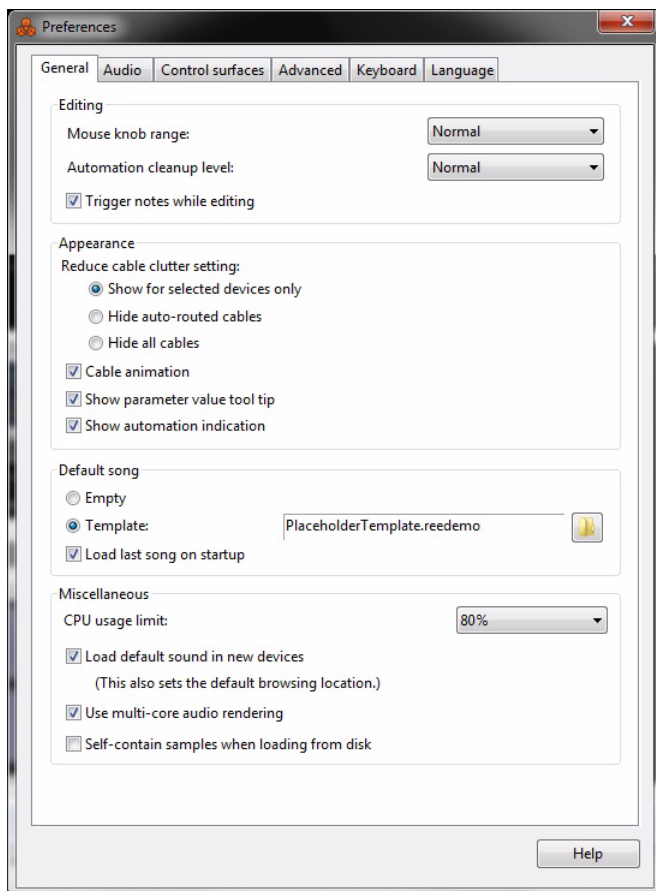 Preferences
General Audio Control surfaces Advanced Keyboard Language
Editing
Mouse knob range: Normal
Automation cleanup level: Normal
Trigger notes while editing
Appearance
Reduce cable clutter setting:
Show for selected devices only
Hide auto-routed cables
Hide all cables
Cable animation
Show parameter value tool tip
Show automation indication
Default song
Empty
Template: PlaceholderTemplate.reedemo
Load last song on startup
Miscellaneous
CPU usage limit: 80%
Load default sound in new devices
(This also sets the default browsing location.)
Use multi-core audio rendering
Self-contain samples when loading from disk
Help